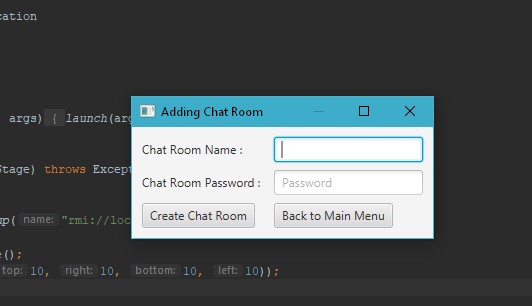 cation
args) { launch(arg
Adding Chat Room
Chat Room Name :
Stage) throws Except
Chat Room Password : Password
Create Chat Room Back to Main Menu
up( name: "rmi://loc
e();
top: 10, right: 10, bottom: 10, left: 10));